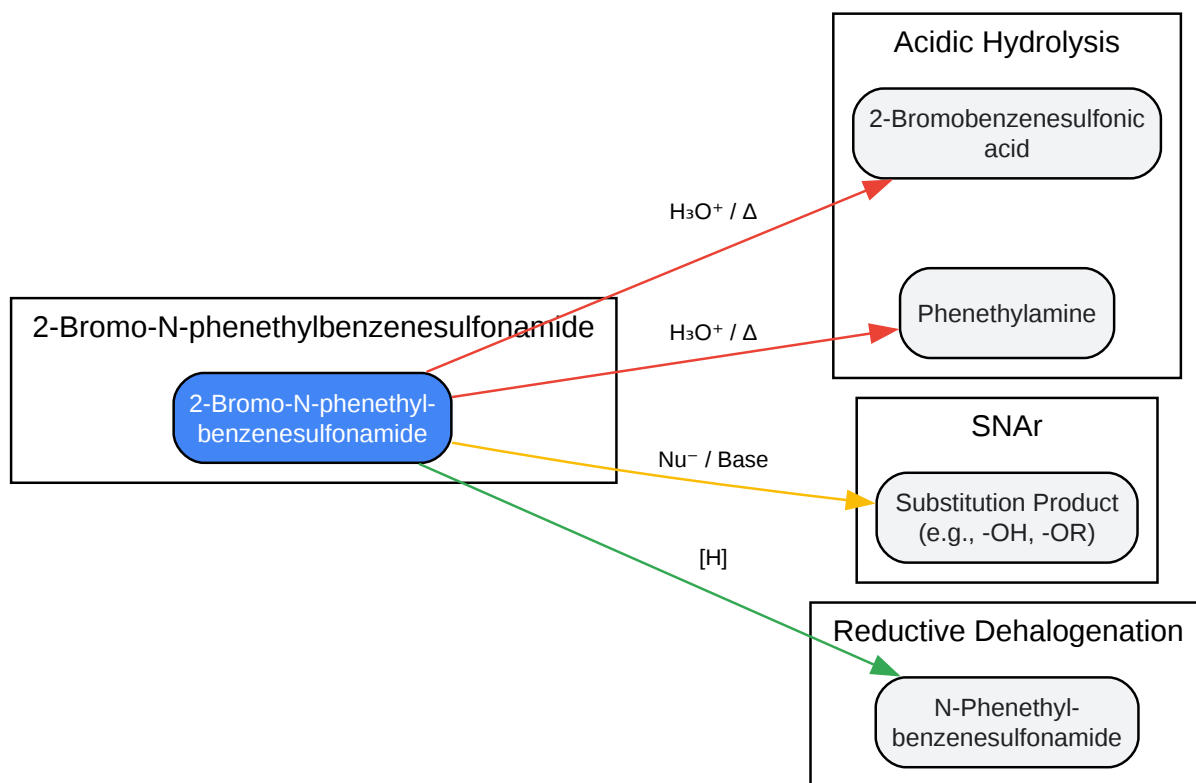 Acidic Hydrolysis
2-Bromobenzenesulfonic
acid
H₃O⁺ / Δ
Phenethylamine
2-Bromo-N-phenethylbenzenesulfonamide
H₃O⁺ / Δ
2-Bromo-N-phenethyl-
benzenesulfonamide
SNAr
Nu⁻ / Base
Substitution Product
(e.g., -OH, -OR)
[H]
Reductive Dehalogenation
N-Phenethyl-
benzenesulfonamide